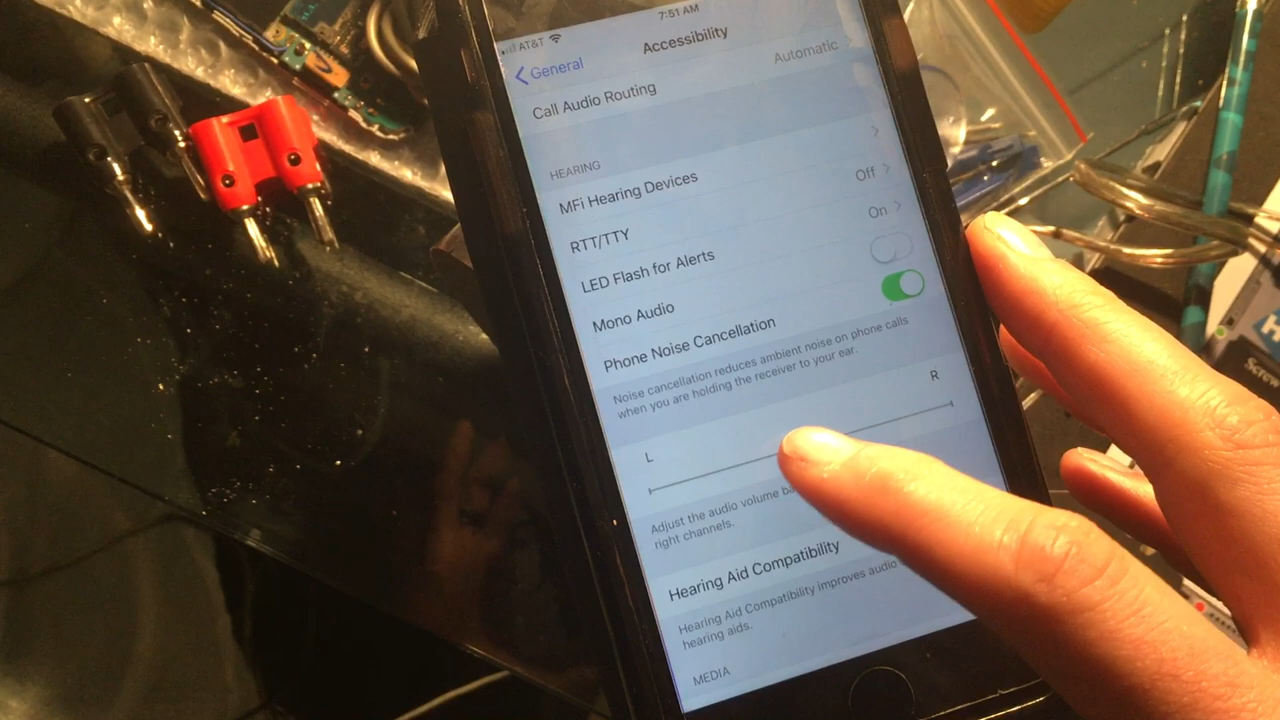 7:51 AM
AT&T
General
Accessibility
Call Audio Routing
Automatic
HEARING
MFi Hearing Devices
RTT/TTY
Off
LED Flash for Alerts
On
Mono Audio
Phone Noise Cancellation
Noise cancellation reduces ambient noise on phone calls
when you are holding the receiver to your ear.
L
R
Adjust the audio volume
right channels.
Hearing Aid Compatibility
Hearing Aid Compatibility improves audio
hearing aids.
MEDIA